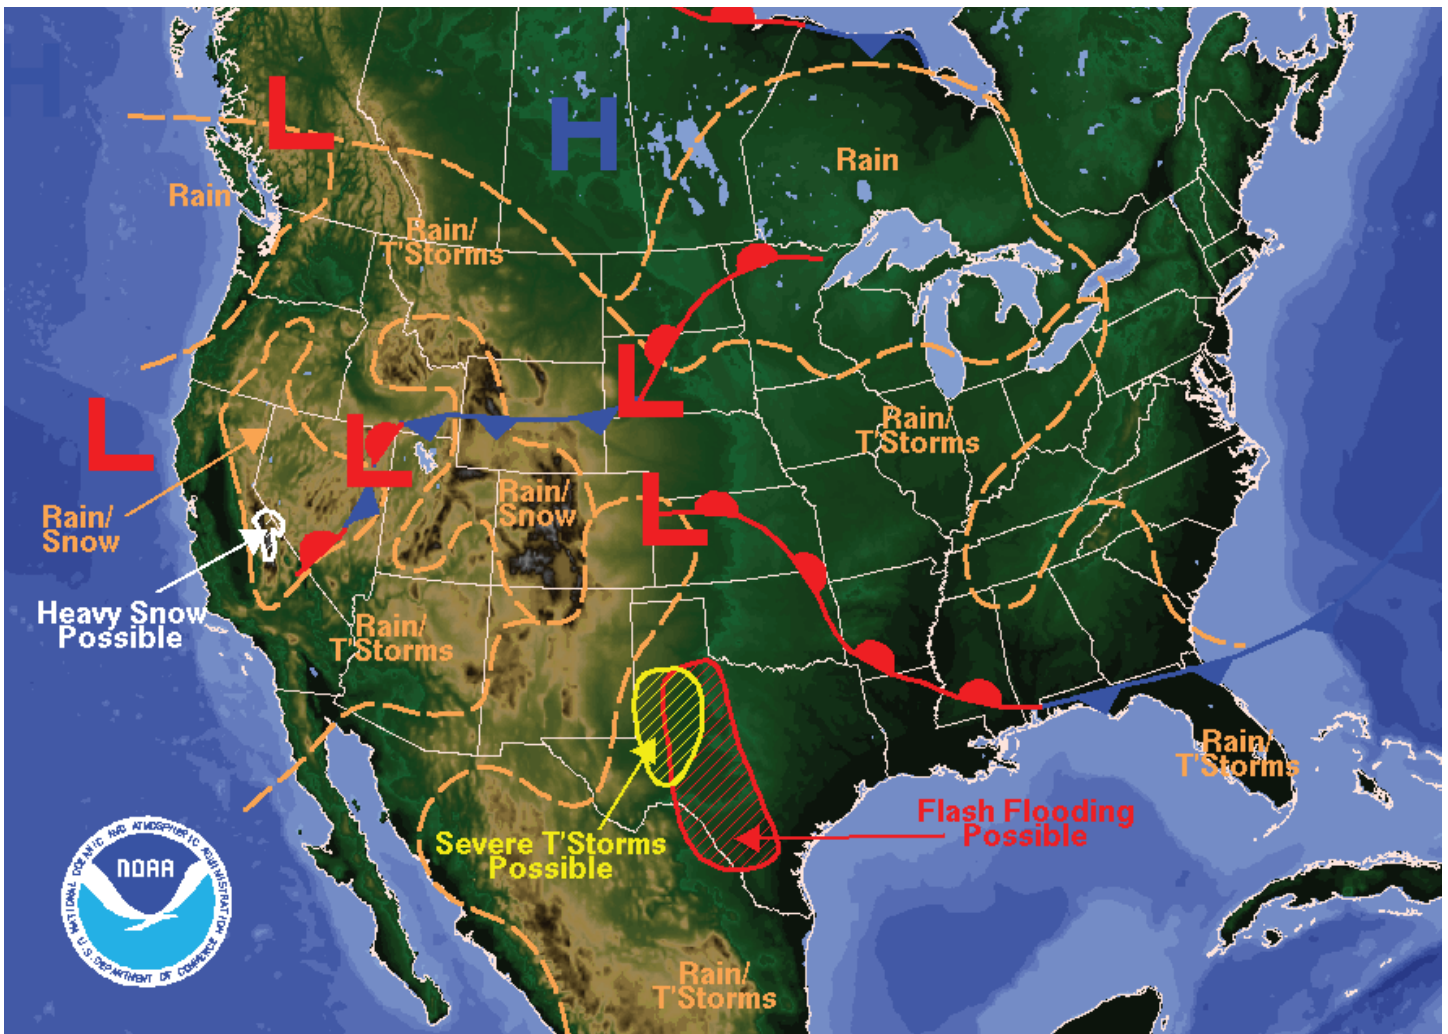 H
L
H
Rain
Rain
Rain/
T'Storms
L
L
L
Rain/
T'Storms
Rain/
Snow
L
Rain/
Snow
Heavy Snow
Possible
Rain/
T'Storms
Rain/
T'Storms
Severe T'Storms
Possible
Flash Flooding
Possible
Rain/
T'Storms
NATIONAL OCEANIC AND ATMOSPHERIC ADMINISTRATION
NOAA
U.S. DEPARTMENT OF COMMERCE